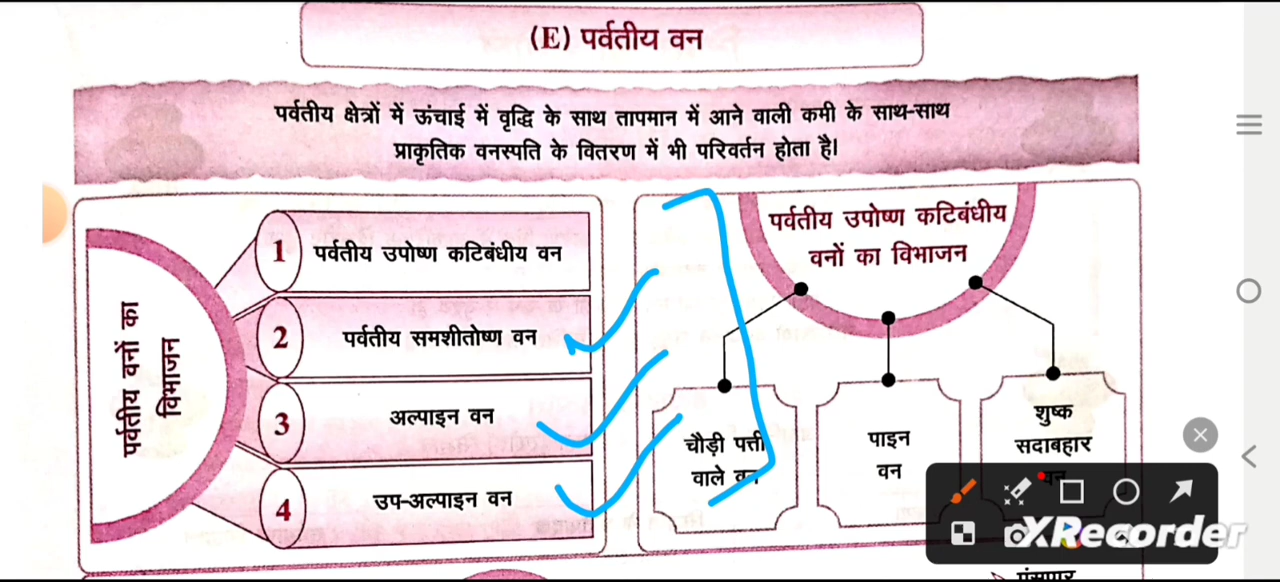 (E) पर्वतीय वन
पर्वतीय क्षेत्रों में ऊंचाई में वृद्धि के साथ तापमान में आने वाली कमी के साथ-साथ
प्राकृतिक वनस्पति के वितरण में भी परिवर्तन होता है।
पर्वतीय वनों का
विभाजन
1 पर्वतीय उपोष्ण कटिबंधीय वन
2 पर्वतीय समशीतोष्ण वन
3 अल्पाइन वन
4 उप-अल्पाइन वन
पर्वतीय उपोष्ण कटिबंधीय
वनों का विभाजन
चौड़ी पत्ती
वाले वन
पाइन
वन
शुष्क
सदाबहार
वन
XRecorder